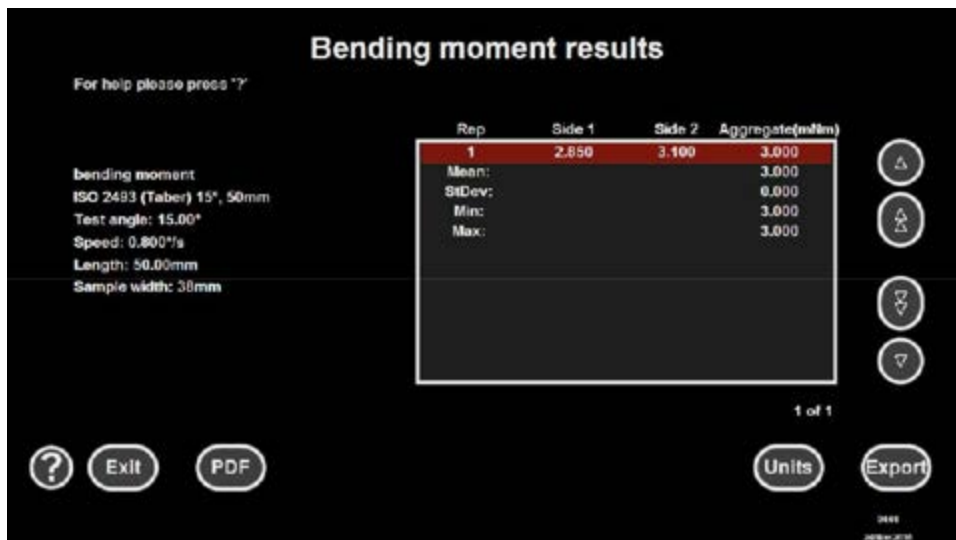 Bending moment results
For help please press '?'
Rep Side 1 Side 2 Aggregate(mNm)
1 2.850 3.100 3.000
Mean: 3.000
StDev: 0.000
Min: 3.000
Max: 3.000
bending moment
ISO 2493 (Taber) 15°, 50mm
Test angle: 15.00°
Speed: 0.800°/s
Length: 50.00mm
Sample width: 38mm
1 of 1
? Exit PDF Units Export